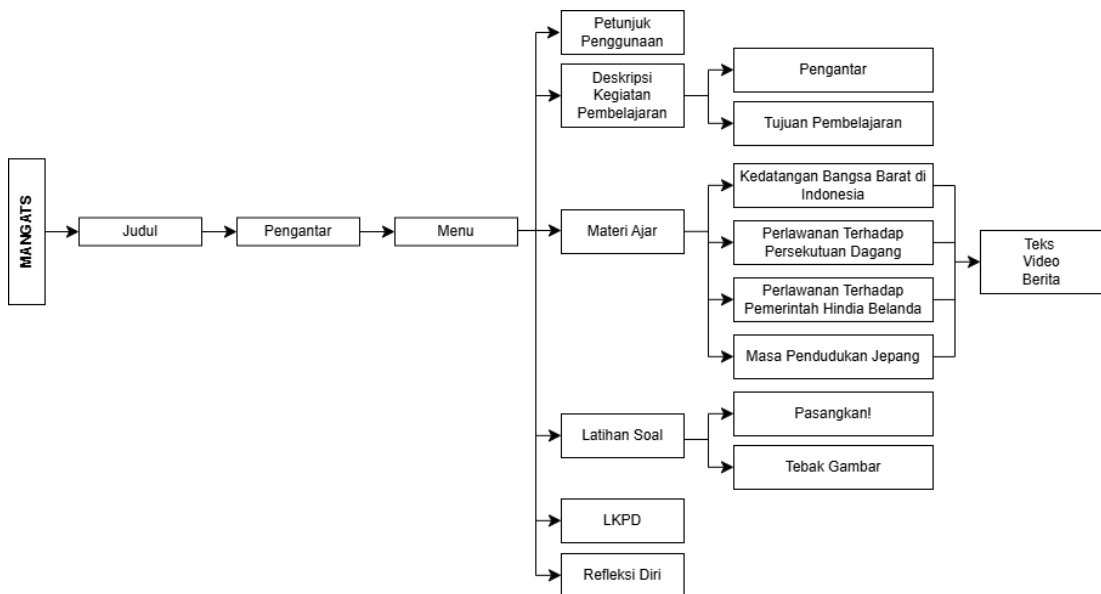 MANGATS
Judul
Pengantar
Menu
Petunjuk
Penggunaan
Deskripsi
Kegiatan
Pembelajaran
Pengantar
Tujuan Pembelajaran
Materi Ajar
Kedatangan Bangsa Barat di
Indonesia
Perlawanan Terhadap
Persekutuan Dagang
Perlawanan Terhadap
Pemerintah Hindia Belanda
Masa Pendudukan Jepang
Teks
Video
Berita
Latihan Soal
Pasangkan!
Tebak Gambar
LKPD
Refleksi Diri